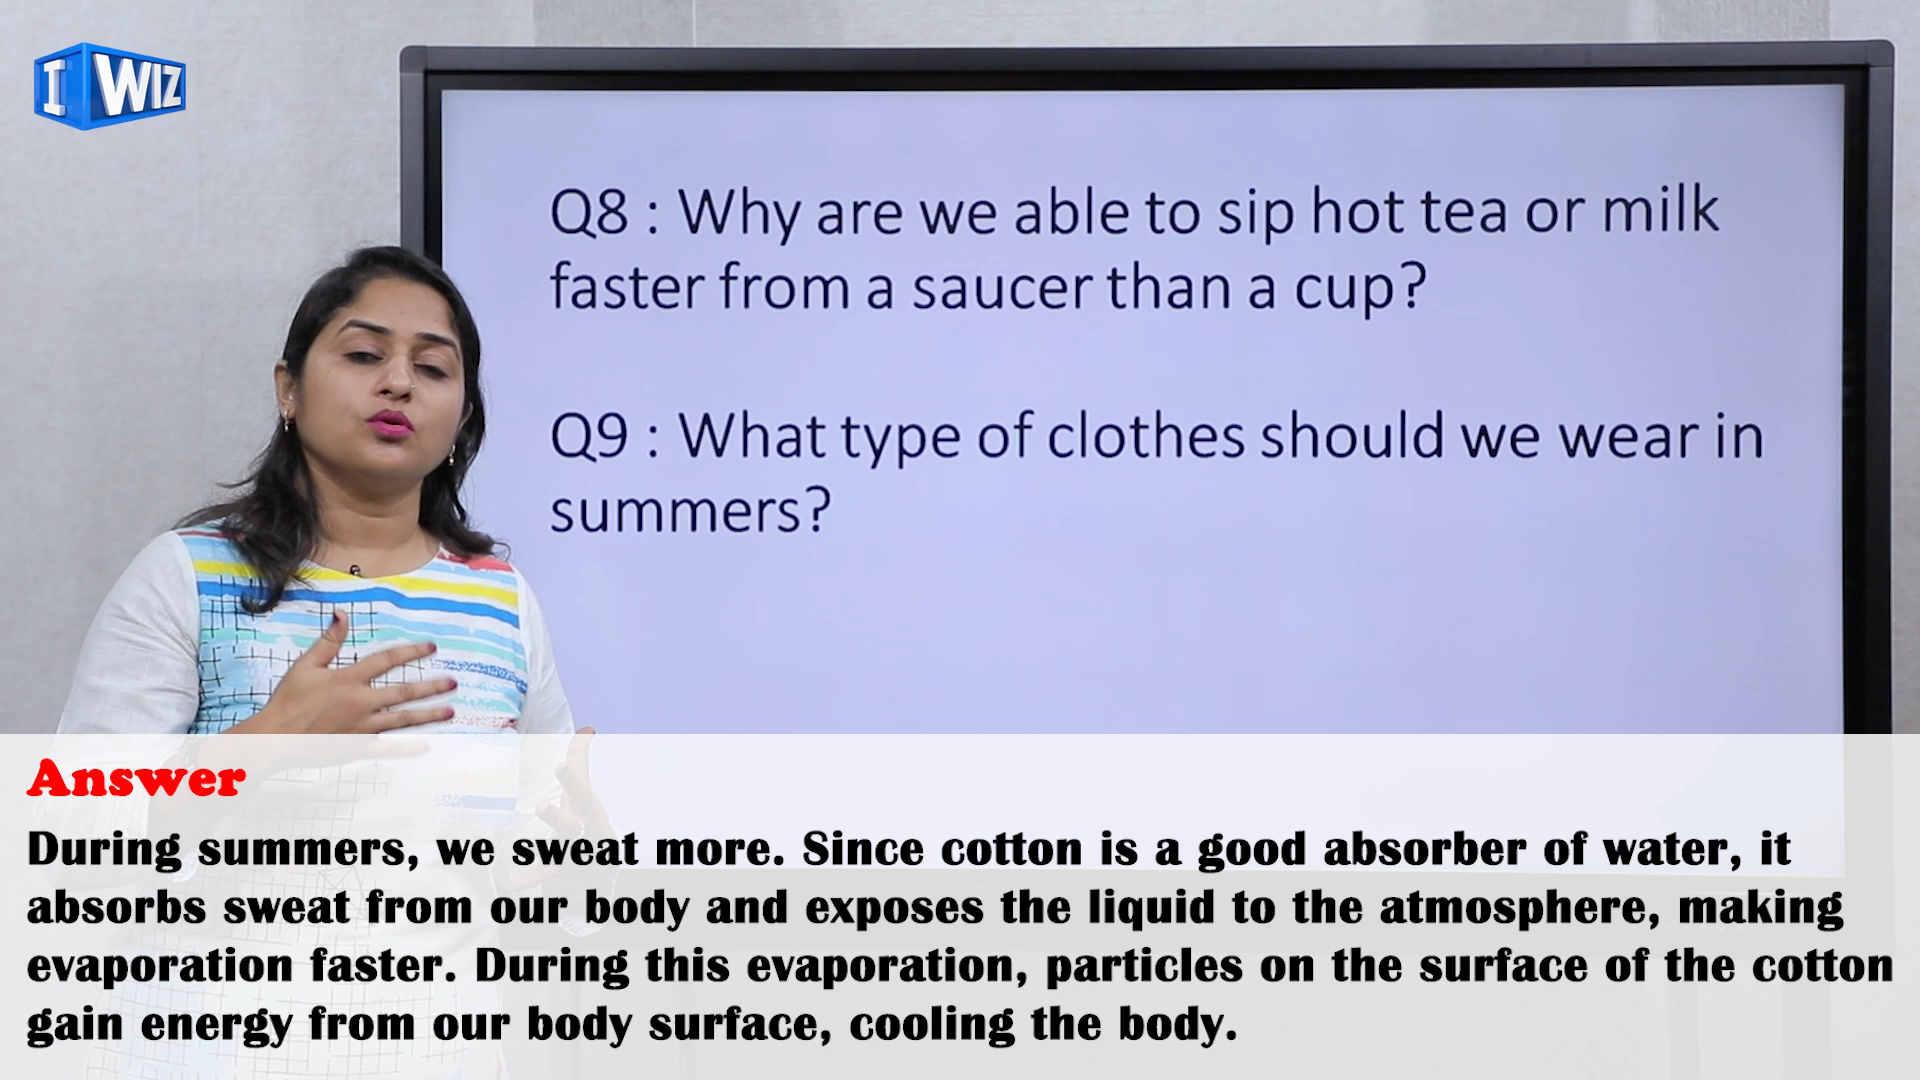 I WIZ
Q8 : Why are we able to sip hot tea or milk
faster from a saucer than a cup?
Q9 : What type of clothes should we wear in
summers?
Answer
During summers, we sweat more. Since cotton is a good absorber of water, it
absorbs sweat from our body and exposes the liquid to the atmosphere, making
evaporation faster. During this evaporation, particles on the surface of the cotton
gain energy from our body surface, cooling the body.